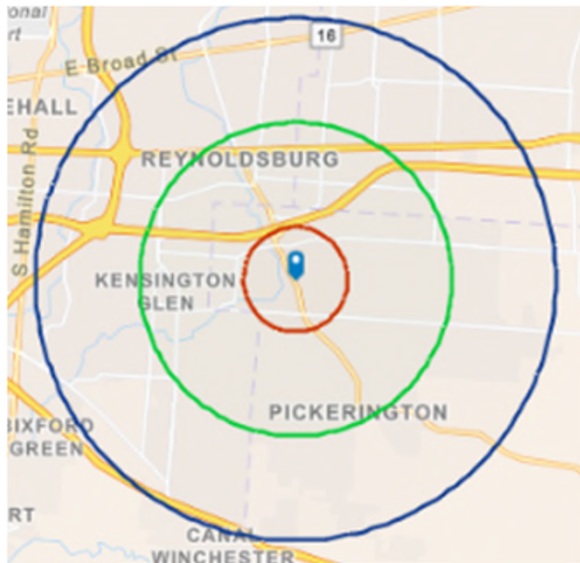 onal
rt
16
E Broad St
EHALL
S Hamilton Rd
REYNOLDSBURG
KENSINGTON
GLEN
PICKERINGTON
BIXFORD
GREEN
RT
CANAL
WINCHESTER